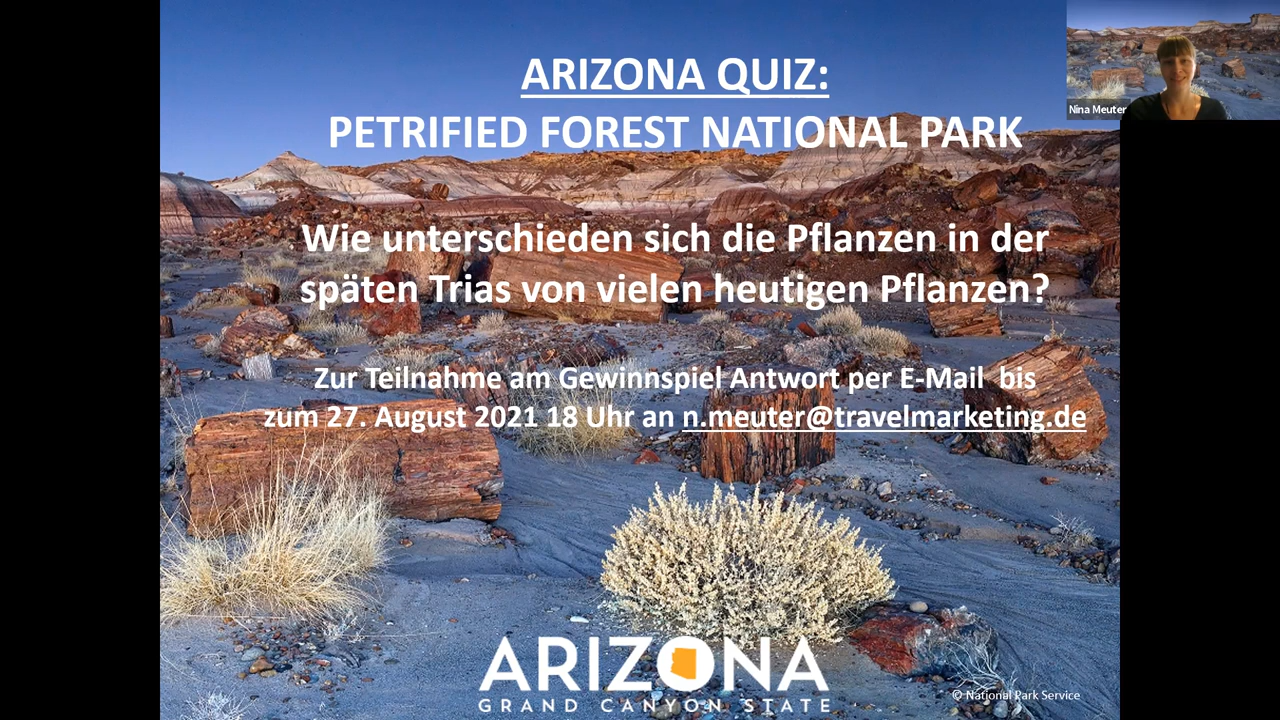 ARIZONA QUIZ:
PETRIFIED FOREST NATIONAL PARK
Nina Meuter
Wie unterschieden sich die Pflanzen in der
späten Trias von vielen heutigen Pflanzen?
Zur Teilnahme am Gewinnspiel Antwort per E-Mail bis
zum 27. August 2021 18 Uhr an n.meuter@travelmarketing.de
ARIZONA
GRAND CANYON STATE
© National Park Service